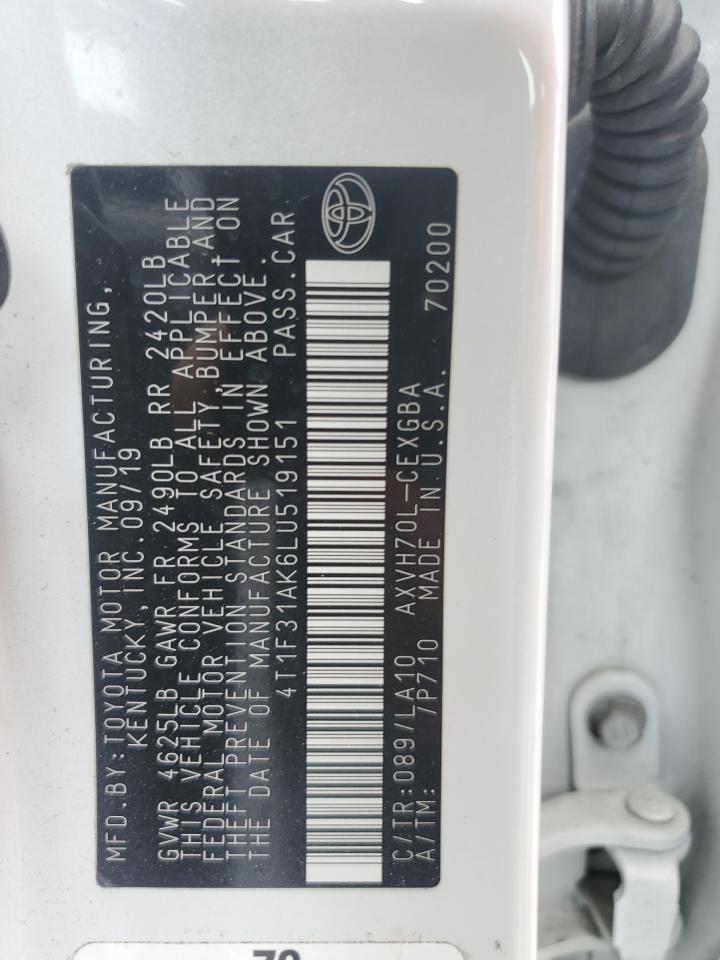 MFD.BY:TOYOTA MOTOR MANUFACTURING,
KENTUCKY, INC.09/19
GVWR 4625LB GAWR FR 2490LB RR 2420LB
THIS VEHICLE CONFORMS TO ALL APPLICABLE
FEDERAL MOTOR VEHICLE SAFETY,BUMPER,AND
THEFT PREVENTION STANDARDS IN EFFECT ON
THE DATE OF MANUFACTURE SHOWN ABOVE.
4T1F31AK6LU519151 PASS.CAR
C/TR:089/LA10 AXVH70L-CEXGBA
A/TM: /P710 MADE IN U.S.A. 70200